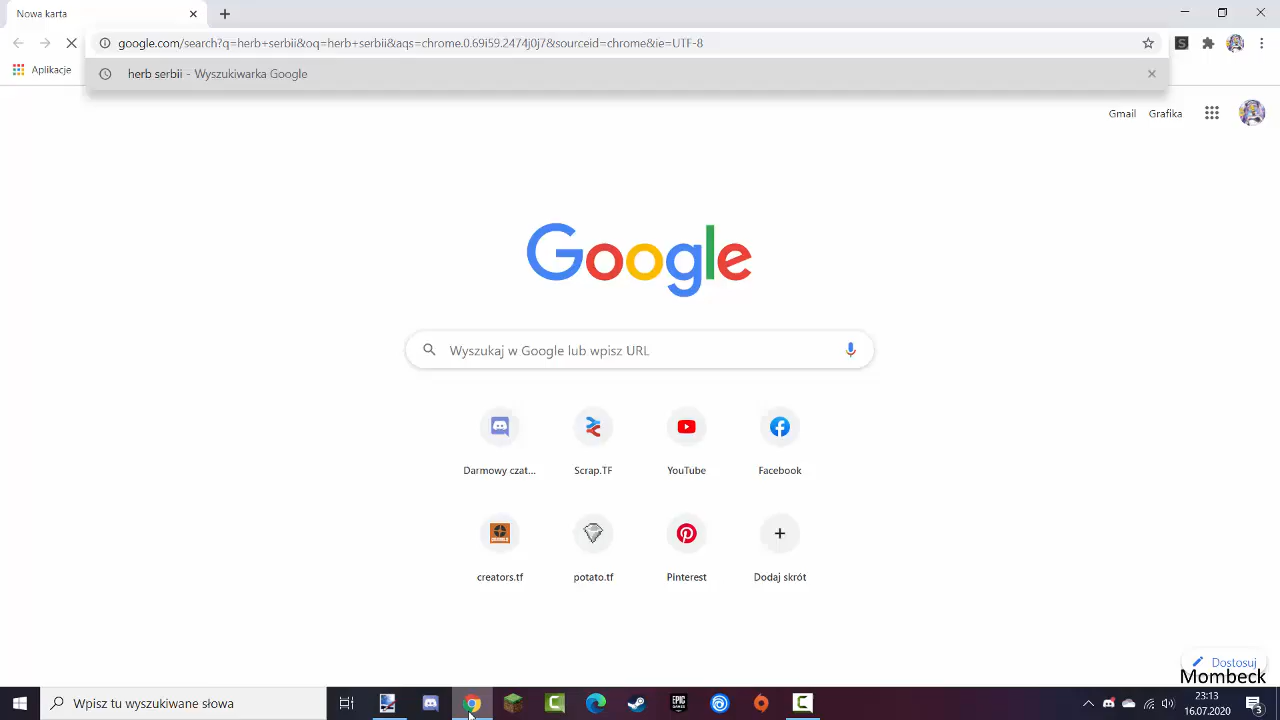 Nowa karta
google.com/search?q=herb+serbii&oq=herb+serbii&aqs=chrome.0.69i59.2474j0j7&sourceid=chrome&ie=UTF-8
Aplikacje
herb serbii - Wyszukiwarka Google
Gmail Grafika
Google
Wyszukaj w Google lub wpisz URL
Darmowy czat... Scrap.TF YouTube Facebook
creators.tf potato.tf Pinterest Dodaj skrót
Dostosuj
Mombeck
Wpisz tu wyszukiwane słowa
EPIC GAMES
23:13
16.07.2020
3